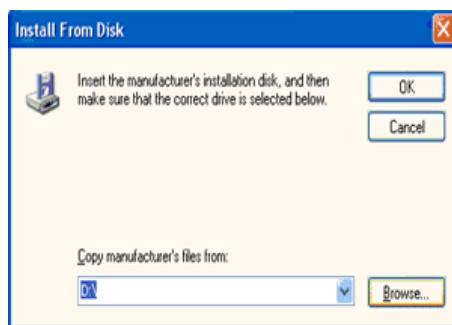 Install From Disk
Insert the manufacturer's installation disk, and then
make sure that the correct drive is selected below.
OK
Cancel
Copy manufacturer's files from:
D:\
Browse...